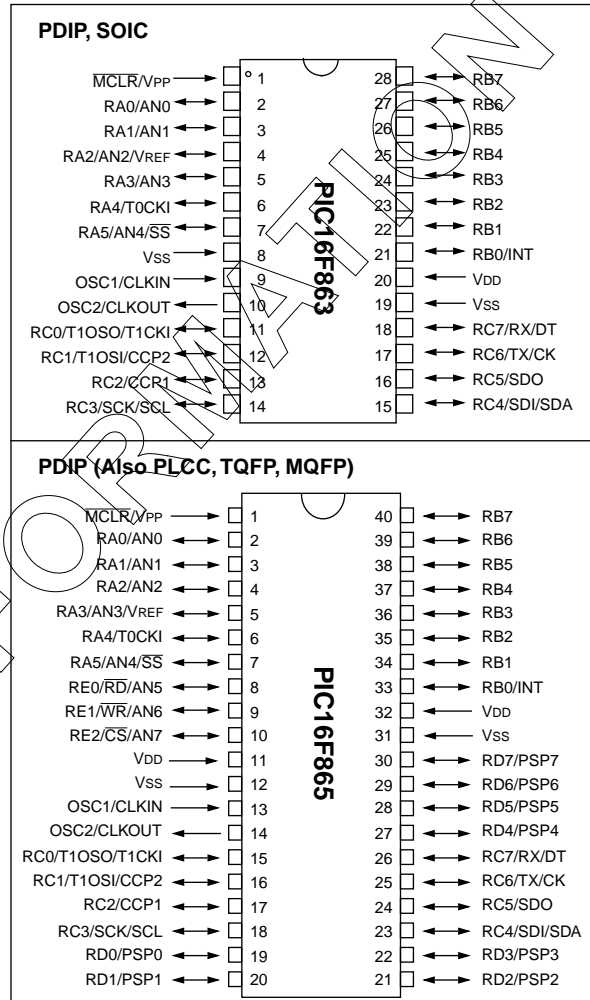 PDIP, SOIC
MCLR/VPP 1 28 RB7
RA0/AN0 2 27 RB6
RA1/AN1 3 26 RB5
RA2/AN2/VREF 4 25 RB4
RA3/AN3 5 24 RB3
RA4/T0CKI 6 23 RB2
RA5/AN4/SS 7 22 RB1
VSS 8 21 RB0/INT
OSC1/CLKIN 9 20 VDD
OSC2/CLKOUT 10 19 VSS
RC0/T1OSO/T1CKI 11 18 RC7/RX/DT
RC1/T1OSI/CCP2 12 17 RC6/TX/CK
RC2/CCP1 13 16 RC5/SDO
RC3/SCK/SCL 14 15 RC4/SDI/SDA
PIC16F863
PDIP (Also PLCC, TQFP, MQFP)
MCLR/VPP 1 40 RB7
RA0/AN0 2 39 RB6
RA1/AN1 3 38 RB5
RA2/AN2 4 37 RB4
RA3/AN3/VREF 5 36 RB3
RA4/T0CKI 6 35 RB2
RA5/AN4/SS 7 34 RB1
RE0/RD/AN5 8 33 RB0/INT
RE1/WR/AN6 9 32 VDD
RE2/CS/AN7 10 31 VSS
VDD 11 30 RD7/PSP7
VSS 12 29 RD6/PSP6
OSC1/CLKIN 13 28 RD5/PSP5
OSC2/CLKOUT 14 27 RD4/PSP4
RC0/T1OSO/T1CKI 15 26 RC7/RX/DT
RC1/T1OSI/CCP2 16 25 RC6/TX/CK
RC2/CCP1 17 24 RC5/SDO
RC3/SCK/SCL 18 23 RC4/SDI/SDA
RD0/PSP0 19 22 RD3/PSP3
RD1/PSP1 20 21 RD2/PSP2
PIC16F865
ORMATION